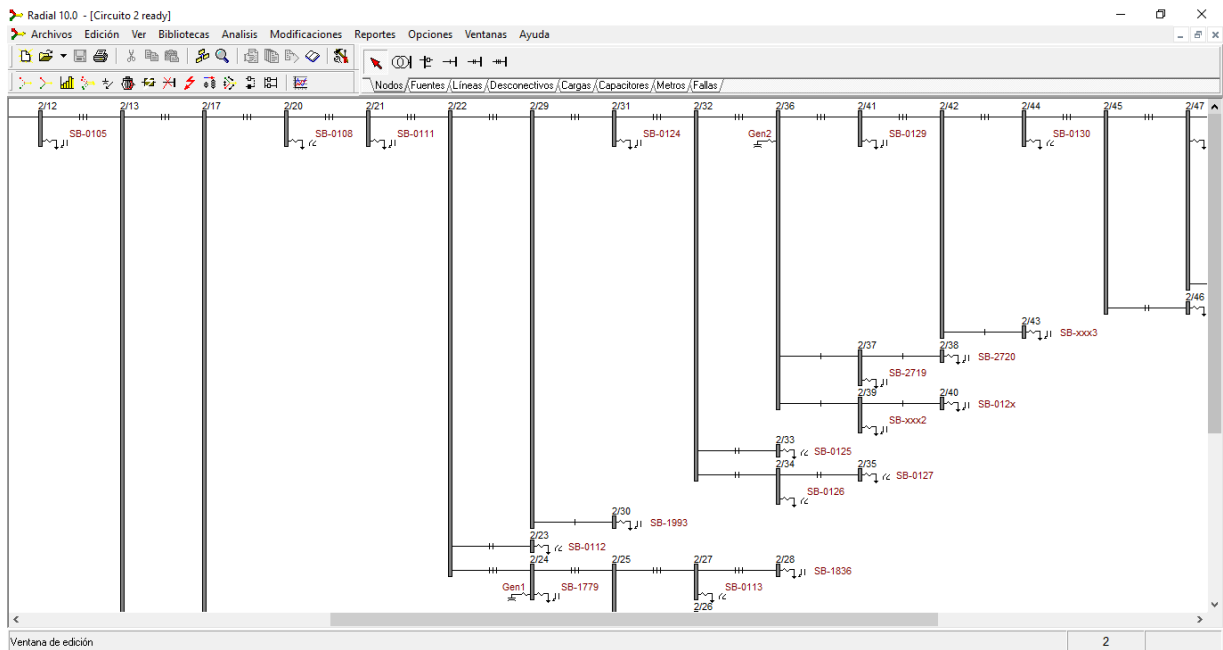 Radial 10.0 - [Circuito 2 ready]
Archivos Edición Ver Bibliotecas Analisis Modificaciones Reportes Opciones Ventanas Ayuda
Nodos Fuentes Líneas Desconectivos Cargas Capacitores Metros Fallas
2/12 2/13 2/17 2/20 2/21 2/22 2/29 2/31 2/32 2/36 2/41 2/42 2/44 2/45 2/47
SB-0105 SB-0108 SB-0111 SB-0124 Gen2 SB-0129 SB-0130
2/46
2/43
SB-xxx3
2/37 2/38
SB-2720
SB-2719
2/39 2/40
SB-012x
SB-xxx2
2/33
SB-0125
2/34 2/35
SB-0127
SB-0126
2/30
SB-1993
2/23
SB-0112
2/24 2/25 2/27 2/28
SB-1836
Gen1 SB-1779 SB-0113
2/26
Ventana de edición 2